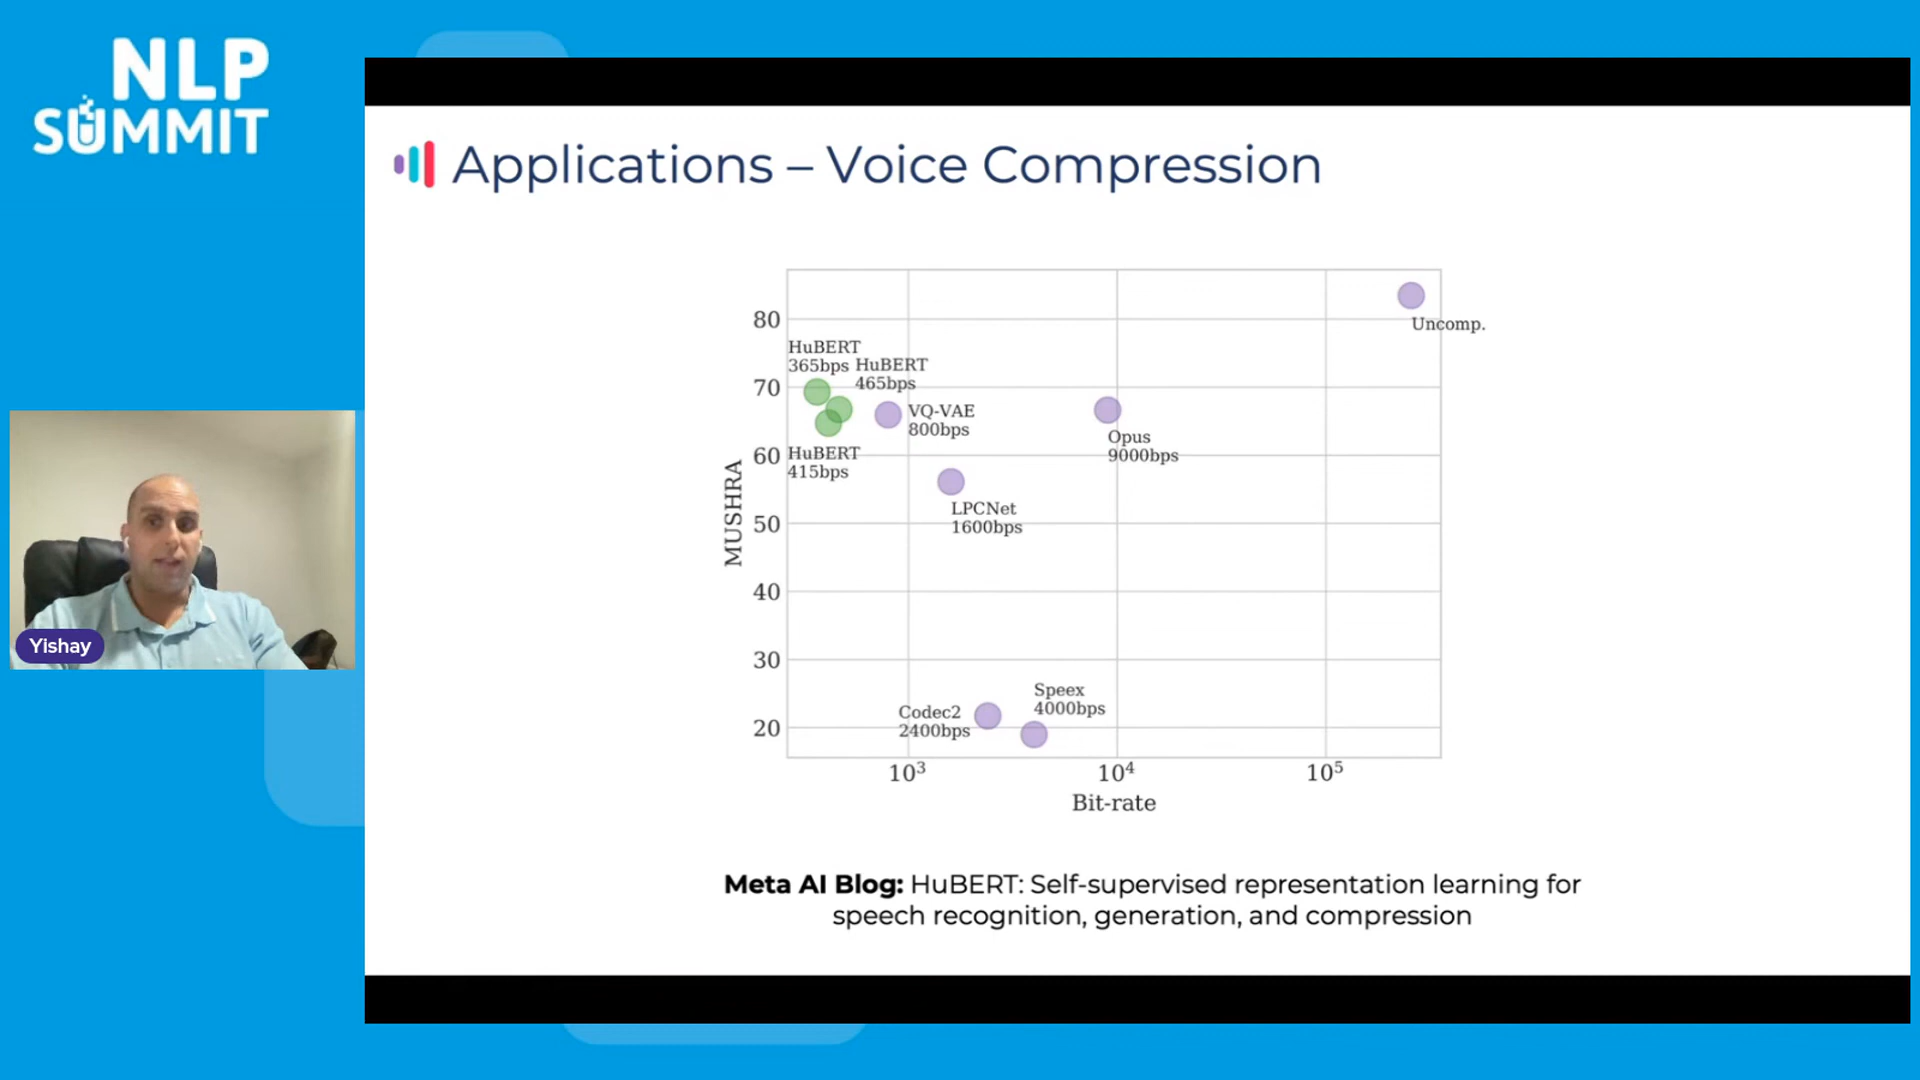 NLP
SUMMIT
Applications – Voice Compression
80
70
60
50
40
30
20
MUSHRA
HuBERT
365bps
HuBERT
465bps
HuBERT
415bps
VQ-VAE
800bps
LPCNet
1600bps
Opus
9000bps
Uncomp.
Codec2
2400bps
Speex
4000bps
10³
10⁴
10⁵
Bit-rate
Yishay
Meta AI Blog: HuBERT: Self-supervised representation learning for
speech recognition, generation, and compression